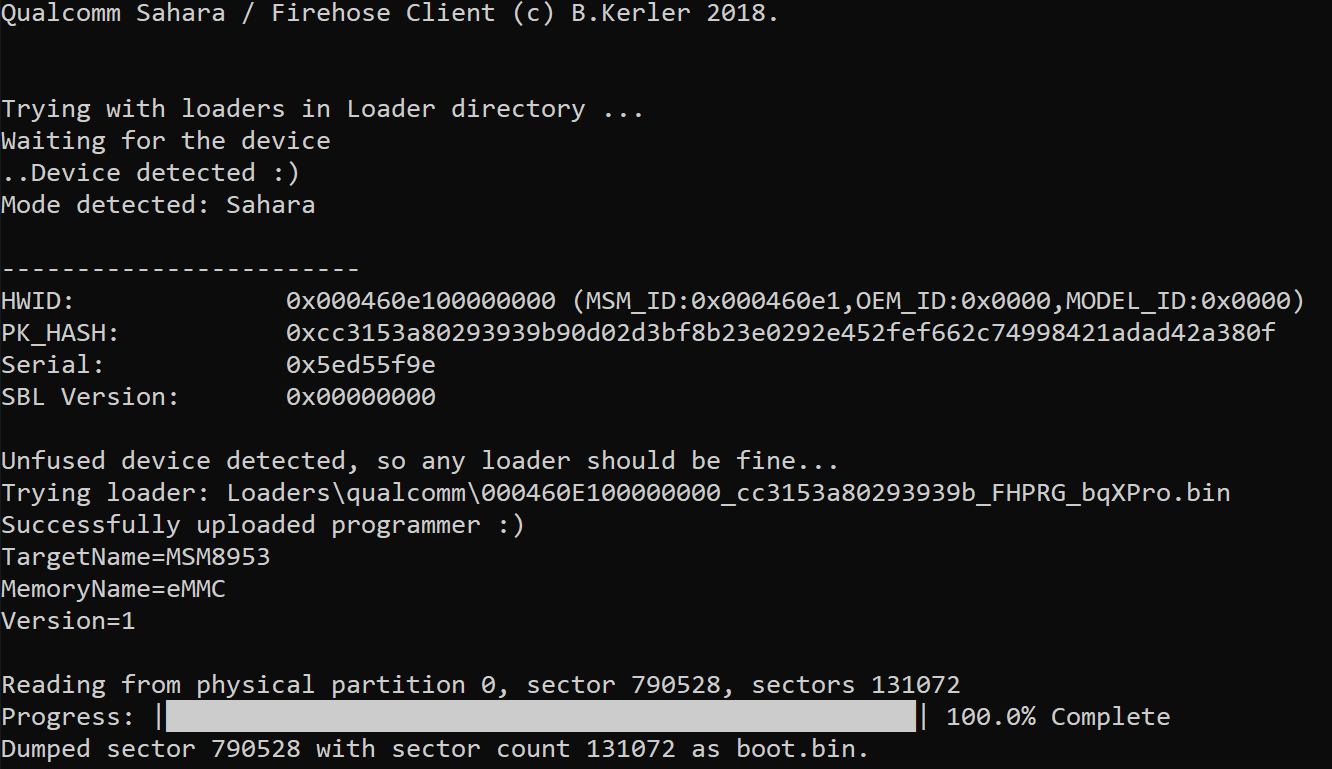 Qualcomm Sahara / Firehose Client (c) B.Kerler 2018.
Trying with loaders in Loader directory ...
Waiting for the device
..Device detected :)
Mode detected: Sahara
------------------------
HWID: 0x000460e100000000 (MSM_ID:0x000460e1,OEM_ID:0x0000,MODEL_ID:0x0000)
PK_HASH: 0xcc3153a80293939b90d02d3bf8b23e0292e452fef662c74998421adad42a380f
Serial: 0x5ed55f9e
SBL Version: 0x00000000
Unfused device detected, so any loader should be fine...
Trying loader: Loaders\qualcomm\000460E100000000_cc3153a80293939b_FHPRG_bqXPro.bin
Successfully uploaded programmer :)
TargetName=MSM8953
MemoryName=eMMC
Version=1
Reading from physical partition 0, sector 790528, sectors 131072
Progress: |██████████████████████████████████████████████████| 100.0% Complete
Dumped sector 790528 with sector count 131072 as boot.bin.